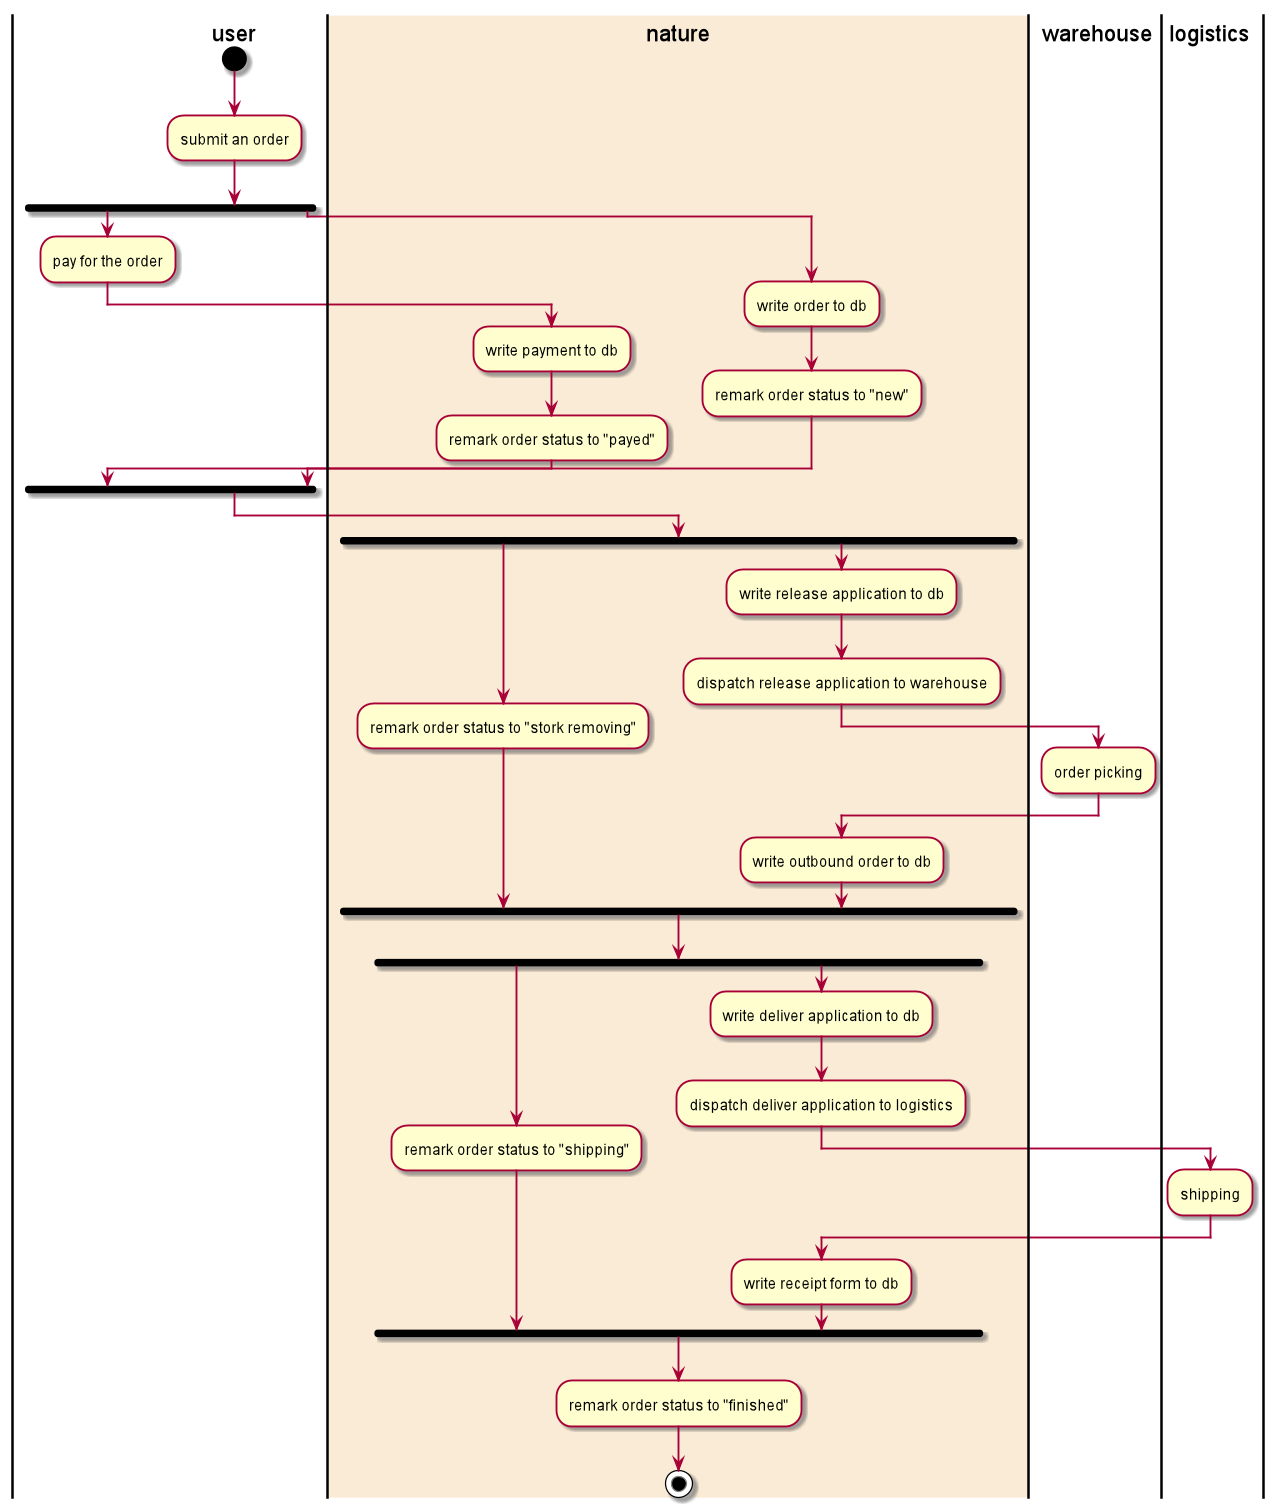 user
nature
warehouse
logistics
submit an order
pay for the order
write order to db
write payment to db
remark order status to "new"
remark order status to "payed"
write release application to db
dispatch release application to warehouse
remark order status to "stork removing"
order picking
write outbound order to db
write deliver application to db
dispatch deliver application to logistics
remark order status to "shipping"
shipping
write receipt form to db
remark order status to "finished"